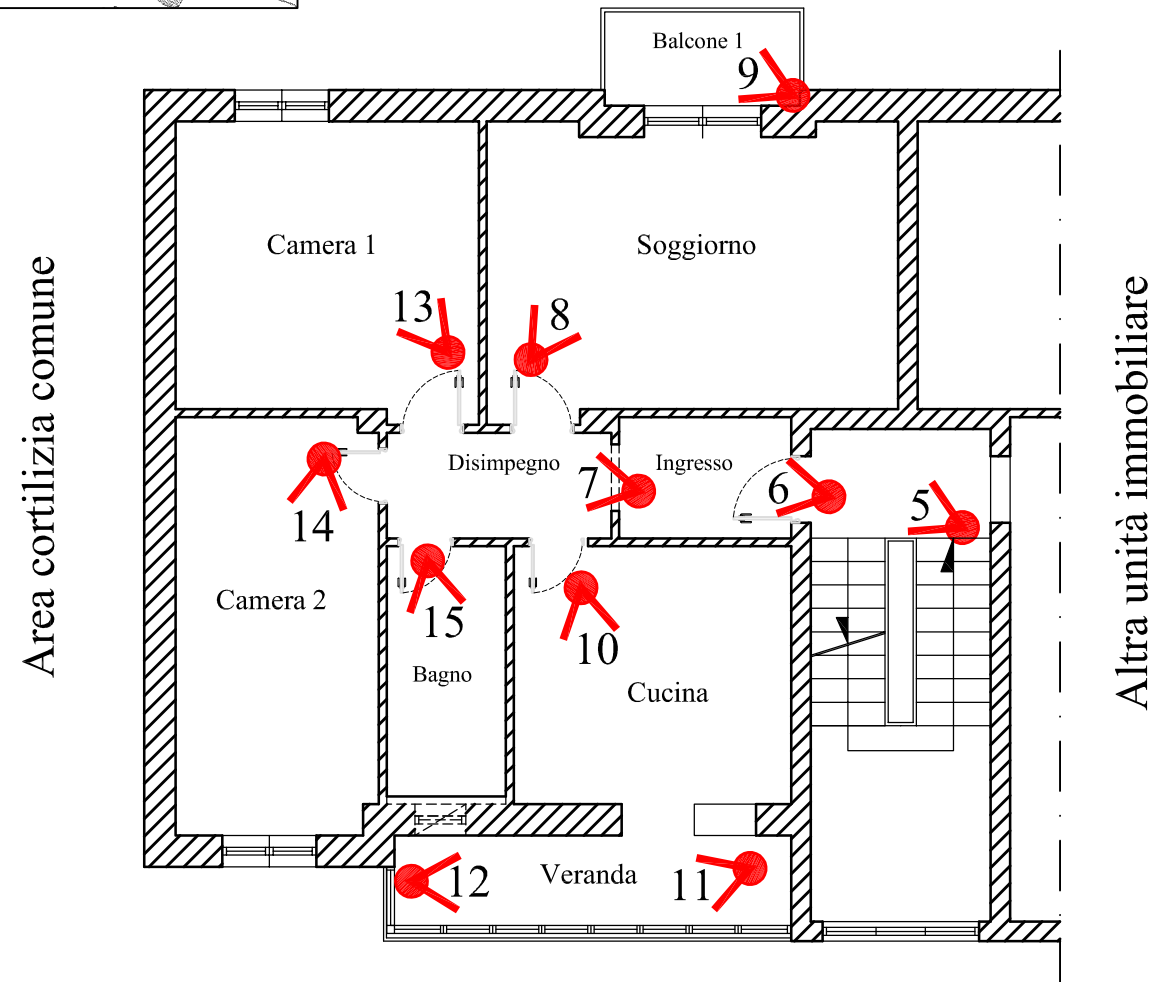 Balcone 1
9
Camera 1
Soggiorno
13
8
Area cortilizia comune
Altra unità immobiliare
Disimpegno
Ingresso
7
6
5
14
Camera 2
15
10
Bagno
Cucina
12
Veranda
11